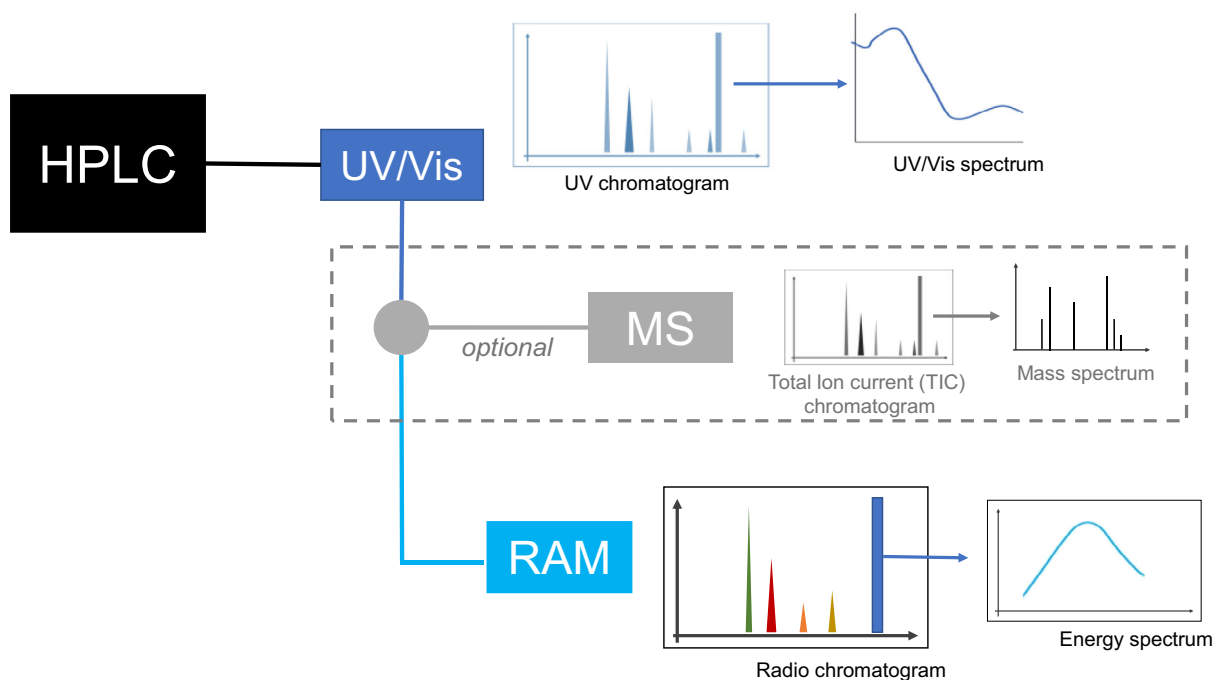 HPLC
UV/Vis
UV chromatogram
UV/Vis spectrum
optional
MS
Total Ion current (TIC)
chromatogram
Mass spectrum
RAM
Radio chromatogram
Energy spectrum